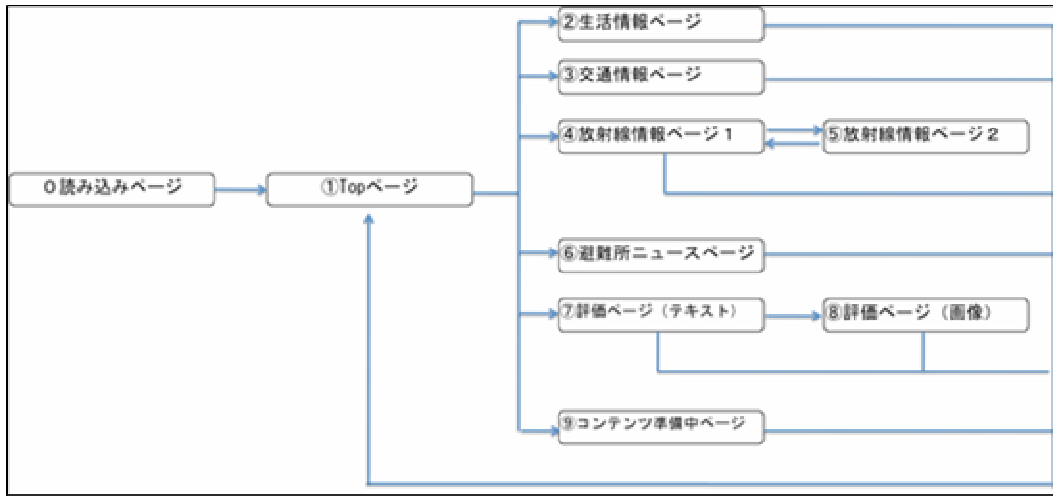 ②生活情報ページ
③交通情報ページ
④放射線情報ページ1
⑤放射線情報ページ2
0読み込みページ
①Topページ
⑥避難所ニュースページ
⑦評価ページ（テキスト）
⑧評価ページ（画像）
⑨コンテンツ準備中ページ